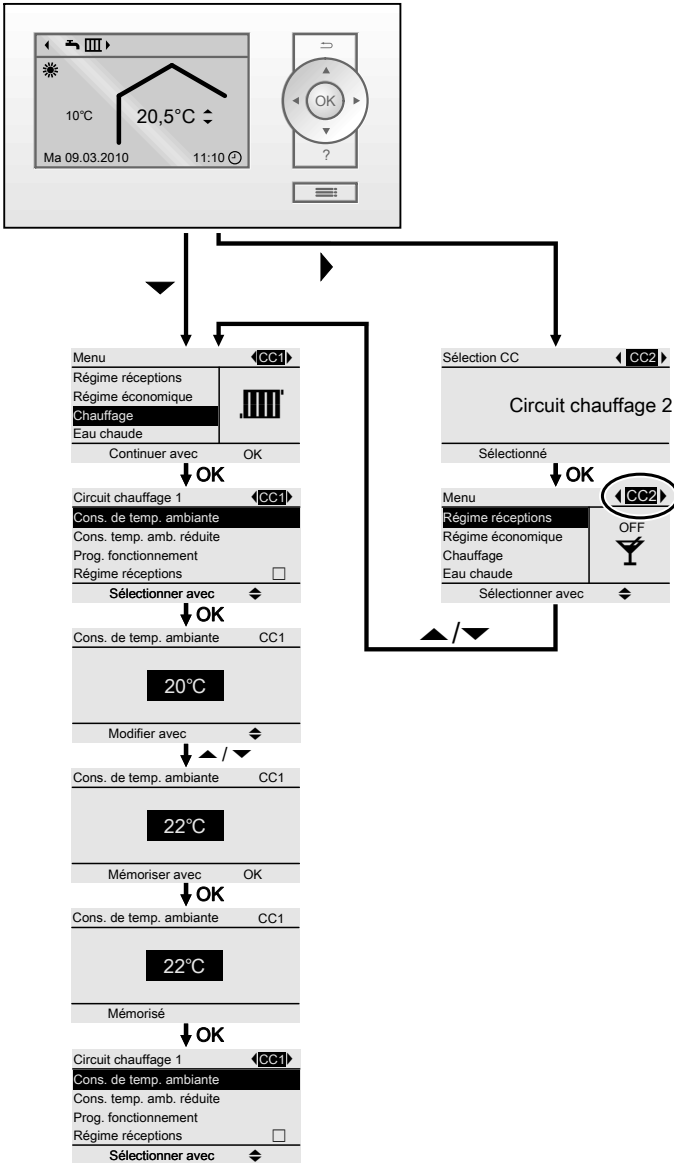 10℃ 20,5°C
Ma 09.03.2010 11:10
OK
?
Menu CC1
Régime réceptions
Régime économique
Chauffage
Eau chaude
Continuer avec OK
OK
Circuit chauffage 1 CC1
Cons. de temp. ambiante
Cons. temp. amb. réduite
Prog. fonctionnement
Régime réceptions
Sélectionner avec
OK
Cons. de temp. ambiante CC1
20℃
Modifier avec
/
Cons. de temp. ambiante CC1
22℃
Mémoriser avec OK
OK
Cons. de temp. ambiante CC1
22℃
Mémorisé
OK
Circuit chauffage 1 CC1
Cons. de temp. ambiante
Cons. temp. amb. réduite
Prog. fonctionnement
Régime réceptions
Sélectionner avec
Sélection CC CC2
Circuit chauffage 2
Sélectionné
OK
Menu CC2
Régime réceptions OFF
Régime économique
Chauffage
Eau chaude
Sélectionner avec
/